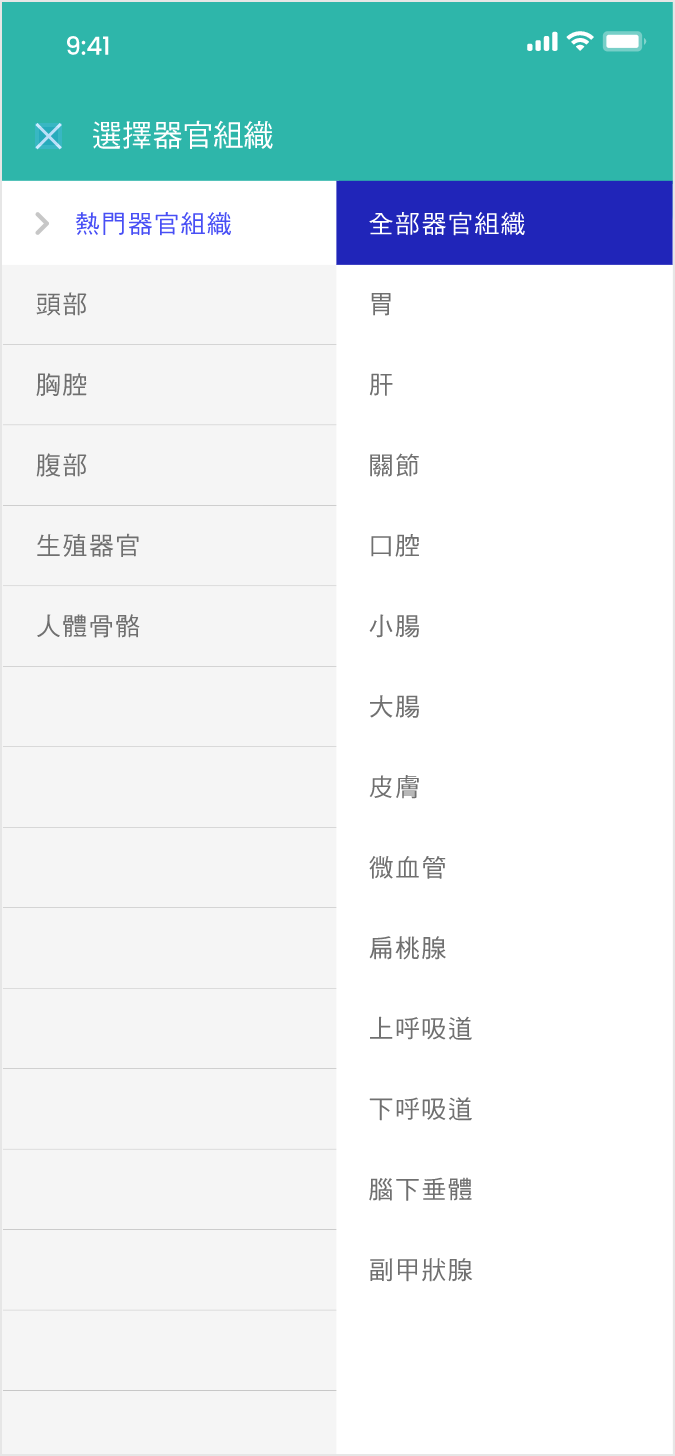 9:41
選擇器官組織
熱門器官組織
全部器官組織
頭部
胸腔
腹部
生殖器官
人體骨骼
胃
肝
關節
口腔
小腸
大腸
皮膚
微血管
扁桃腺
上呼吸道
下呼吸道
腦下垂體
副甲狀腺